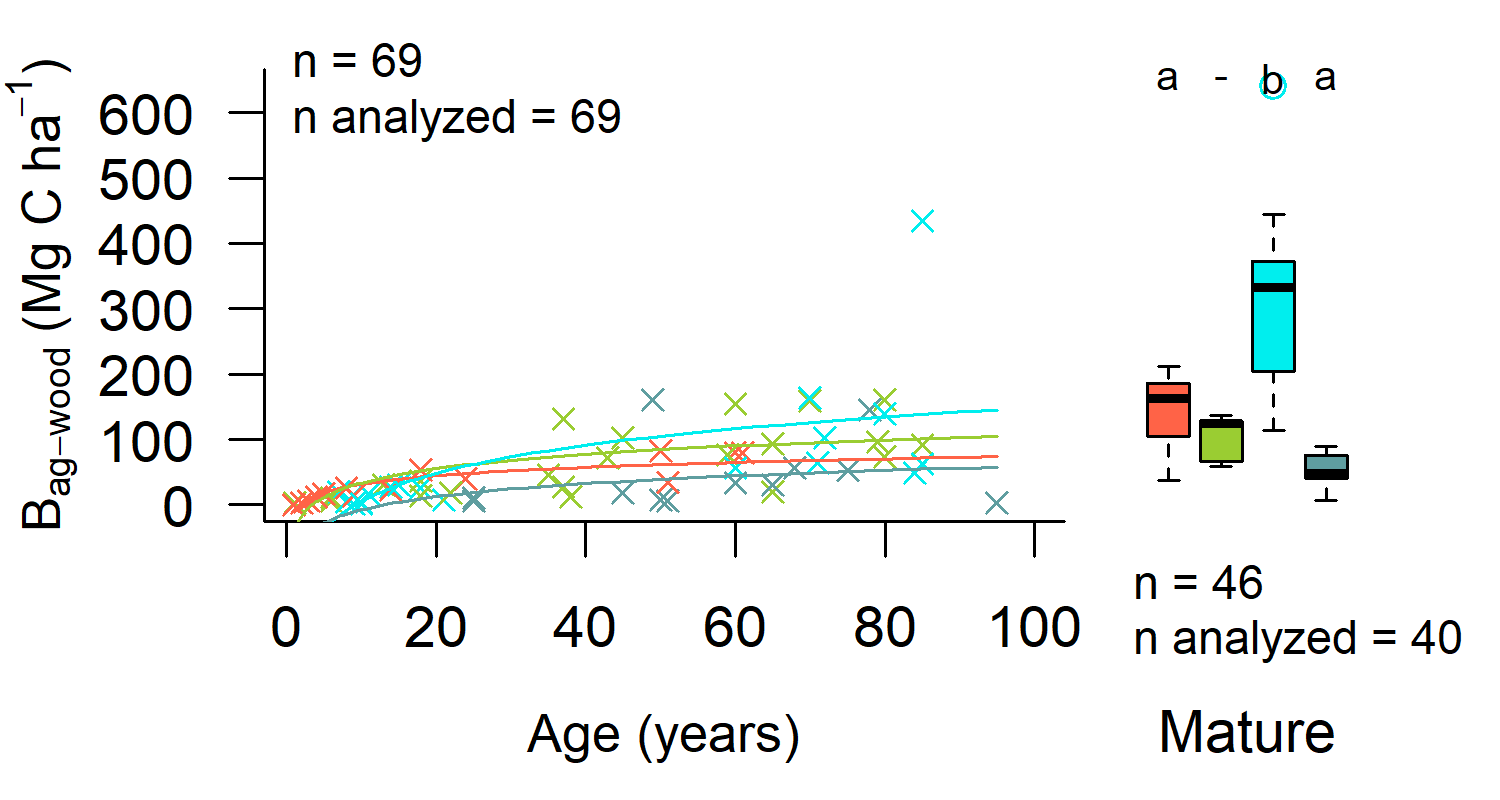 n = 69
n analyzed = 69
a - b a
B_ag−wood (Mg C ha⁻¹)
600
500
400
300
200
100
0
0 20 40 60 80 100
Age (years)
n = 46
n analyzed = 40
Mature